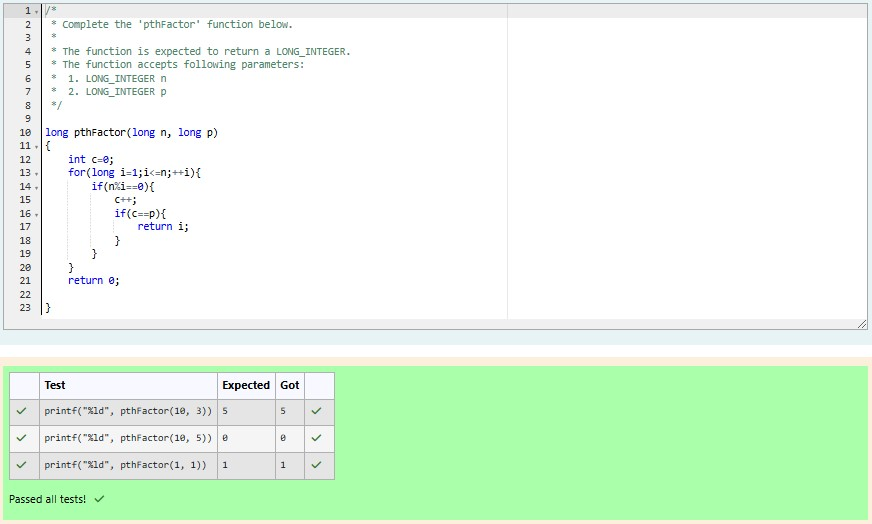 1 /*
2 * Complete the 'pthFactor' function below.
3 *
4 * The function is expected to return a LONG_INTEGER.
5 * The function accepts following parameters:
6 * 1. LONG_INTEGER n
7 * 2. LONG_INTEGER p
8 */
9
10 long pthFactor(long n, long p)
11 {
12 int c=0;
13 for(long i=1;i<=n;++i){
14 if(n%i==0){
15 c++;
16 if(c==p){
17 return i;
18 }
19 }
20 }
21 return 0;
22
23 }
Test Expected Got
printf("%ld", pthFactor(10, 3)) 5 5
printf("%ld", pthFactor(10, 5)) 0 0
printf("%ld", pthFactor(1, 1)) 1 1
Passed all tests!